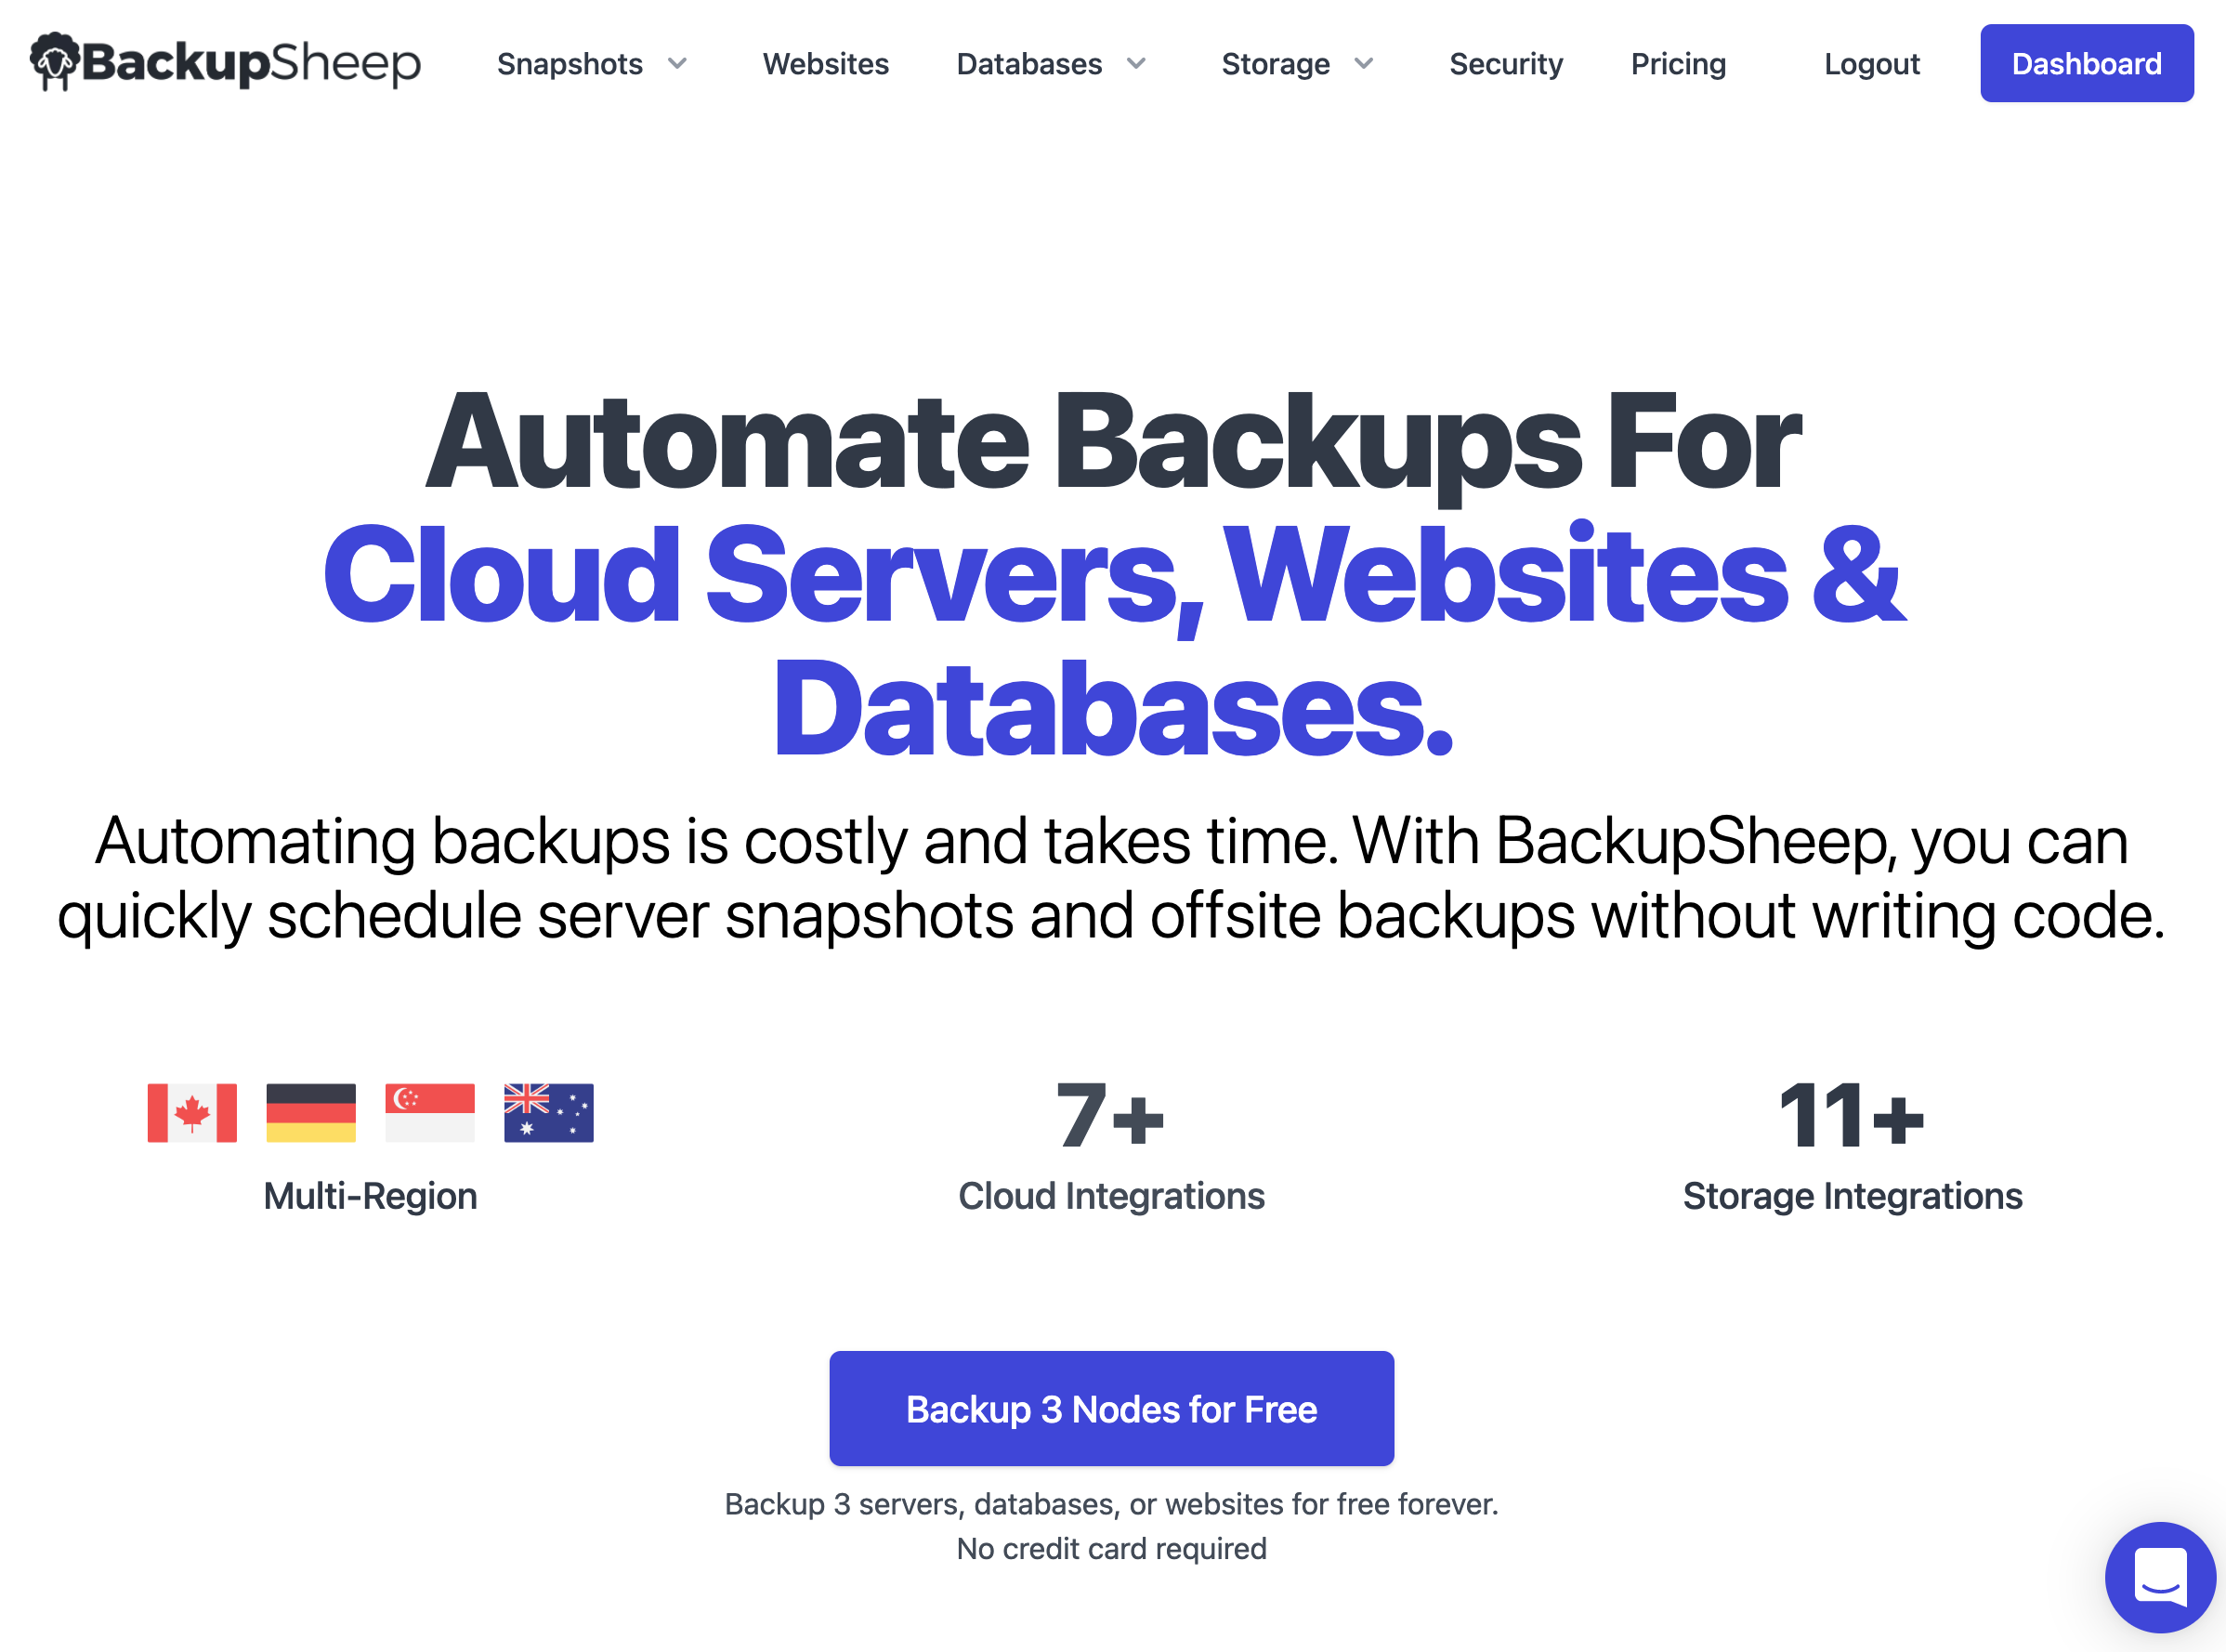 BackupSheep
Snapshots
Websites
Databases
Storage
Security
Pricing
Logout
Dashboard
Automate Backups For
Cloud Servers, Websites &
Databases.
Automating backups is costly and takes time. With BackupSheep, you can
quickly schedule server snapshots and offsite backups without writing code.
Multi-Region
7+
Cloud Integrations
11+
Storage Integrations
Backup 3 Nodes for Free
Backup 3 servers, databases, or websites for free forever.
No credit card required